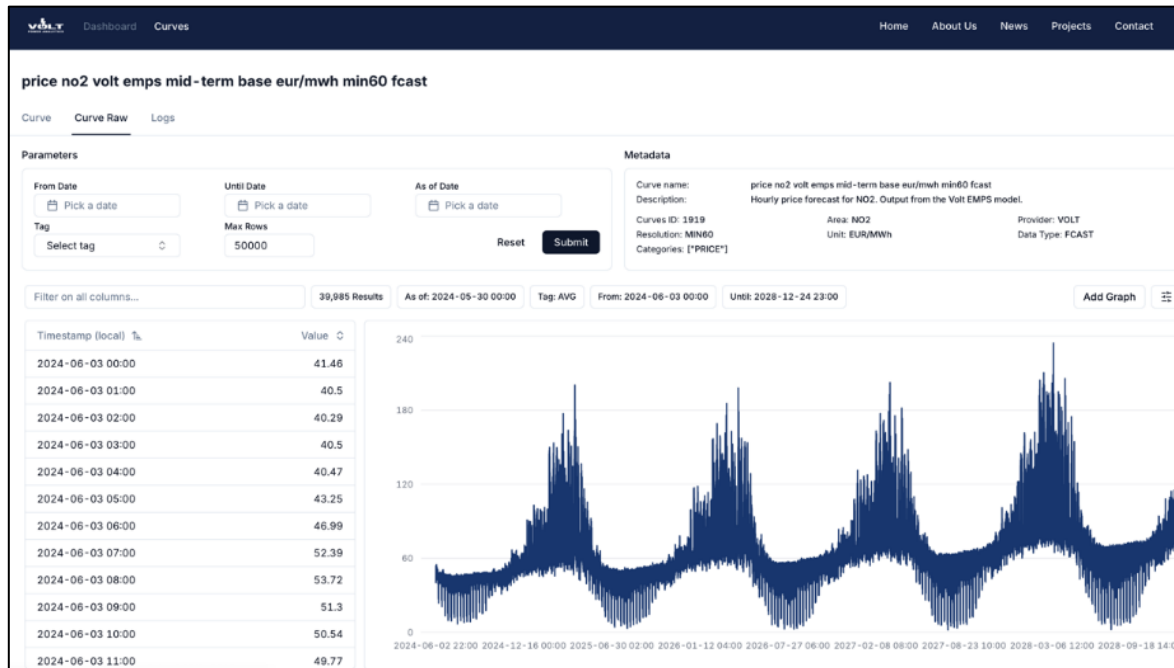 VOLT Dashboard Curves Home About Us News Projects Contact
price no2 volt emps mid-term base eur/mwh min60 fcast
Curve Curve Raw Logs
Parameters
From Date Until Date As of Date
Pick a date Pick a date Pick a date
Tag Max Rows
Select tag 50000 Reset Submit
Metadata
Curve name: price no2 volt emps mid-term base eur/mwh min60 fcast
Description: Hourly price forecast for NO2. Output from the Volt EMPS model.
Curves ID: 1919 Area: NO2 Provider: VOLT
Resolution: MIN60 Unit: EUR/MWh Data Type: FCAST
Categories: ["PRICE"]
Filter on all columns... 39,985 Results As of: 2024-05-30 00:00 Tag: AVG From: 2024-06-03 00:00 Until: 2028-12-24 23:00 Add Graph
Timestamp (local) Value
2024-06-03 00:00 41.46
2024-06-03 01:00 40.5
2024-06-03 02:00 40.29
2024-06-03 03:00 40.5
2024-06-03 04:00 40.47
2024-06-03 05:00 43.25
2024-06-03 06:00 46.99
2024-06-03 07:00 52.39
2024-06-03 08:00 53.72
2024-06-03 09:00 51.3
2024-06-03 10:00 50.54
2024-06-03 11:00 49.77
240
180
120
60
0
2024-06-02 22:00 2024-12-16 00:00 2025-06-30 02:00 2026-01-12 04:00 2026-07-27 06:00 2027-02-08 08:00 2027-08-23 10:00 2028-03-06 12:00 2028-09-18 14: